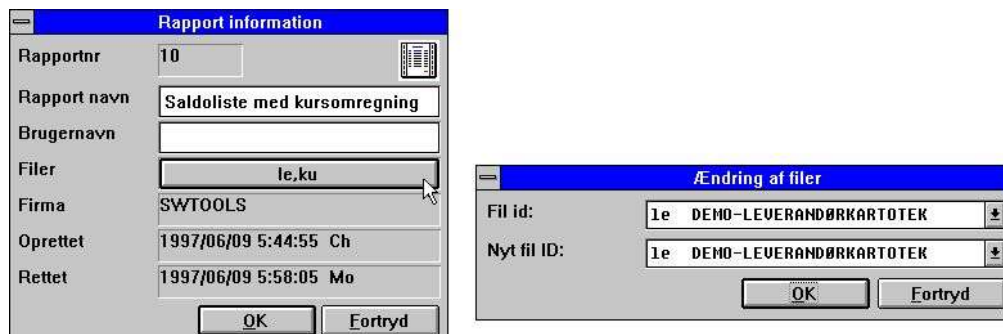 Rapport information
Rapportnr 10
Rapport navn Saldoliste med kursomregning
Brugernavn
Filer le,ku
Firma SWTOOLS
Oprettet 1997/06/09 5:44:55 Ch
Rettet 1997/06/09 5:58:05 Mo
OK Fortryd
Ændring af filer
Fil id: le DEMO-LEVERANDØRKARTOTEK
Nyt fil ID: le DEMO-LEVERANDØRKARTOTEK
OK Fortryd